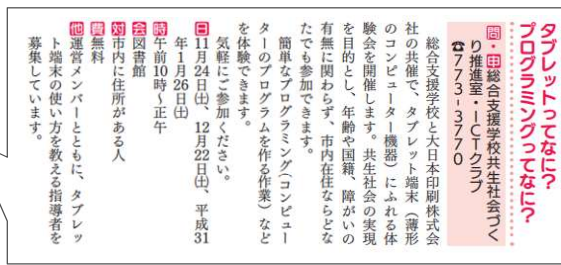 タブレットってなに?
プログラミングってなに?
問・申総合支援学校共生社会づく
り推進室・ICTクラブ
☎773-3770
総合支援学校と大日本印刷株式会
社の共催で、タブレット端末(薄形
のコンピューター機器)にふれる体
験会を開催します。共生社会の実現
を目的とし、年齢や国籍、障がいの
有無に関わらず、市内在住ならどな
たでも参加できます。
簡単なプログラミング(コンピュー
ターのプログラムを作る作業)など
を体験できます。
気軽にご参加ください。
日11月24日㈯、12月22日㈯、平成31
年1月26日㈯
時午前10時~正午
会図書館
対市内に住所がある人
費無料
他運営メンバーとともに、タブレッ
ト端末の使い方を教える指導者を
募集しています。